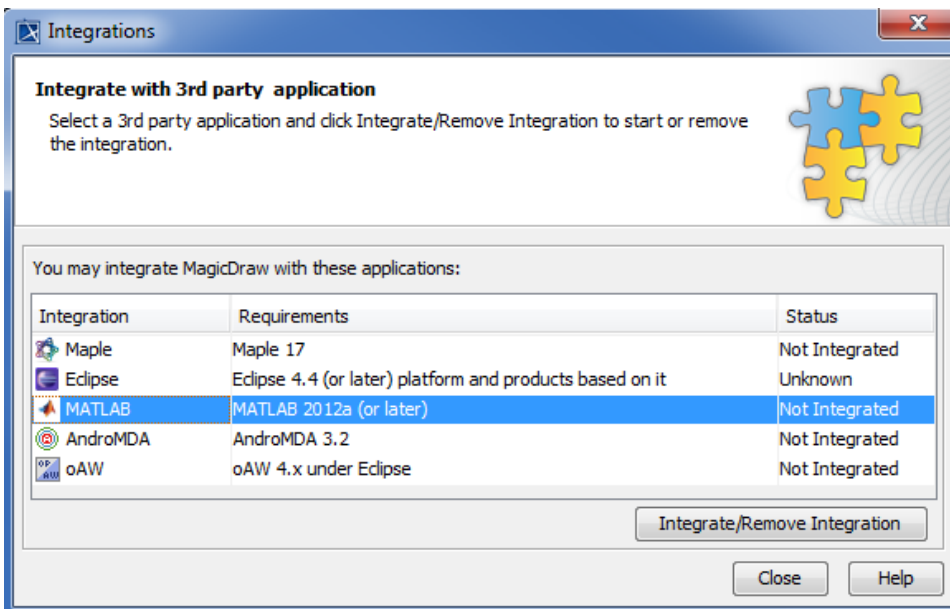 Integrations
Integrate with 3rd party application
Select a 3rd party application and click Integrate/Remove Integration to start or remove
the integration.
You may integrate MagicDraw with these applications:
Integration Requirements Status
Maple Maple 17 Not Integrated
Eclipse Eclipse 4.4 (or later) platform and products based on it Unknown
MATLAB MATLAB 2012a (or later) Not Integrated
AndroMDA AndroMDA 3.2 Not Integrated
oAW oAW 4.x under Eclipse Not Integrated
Integrate/Remove Integration
Close Help